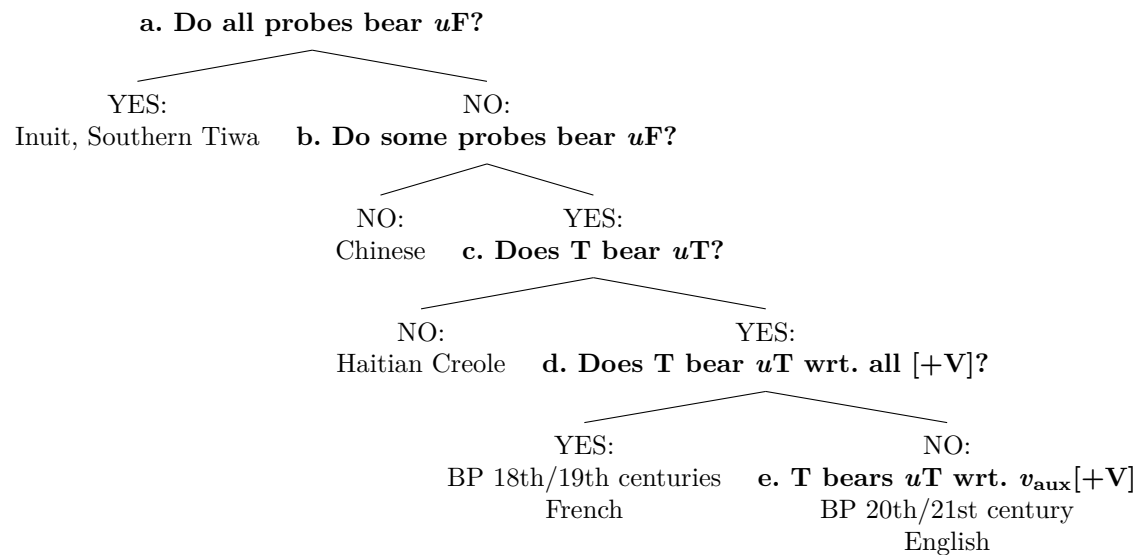 a. Do all probes bear uF?
YES:
NO:
Inuit, Southern Tiwa
b. Do some probes bear uF?
NO:
YES:
Chinese
c. Does T bear uT?
NO:
YES:
Haitian Creole
d. Does T bear uT wrt. all [+V]?
YES:
NO:
BP 18th/19th centuries
e. T bears uT wrt. vaux[+V]
French
BP 20th/21st century
English